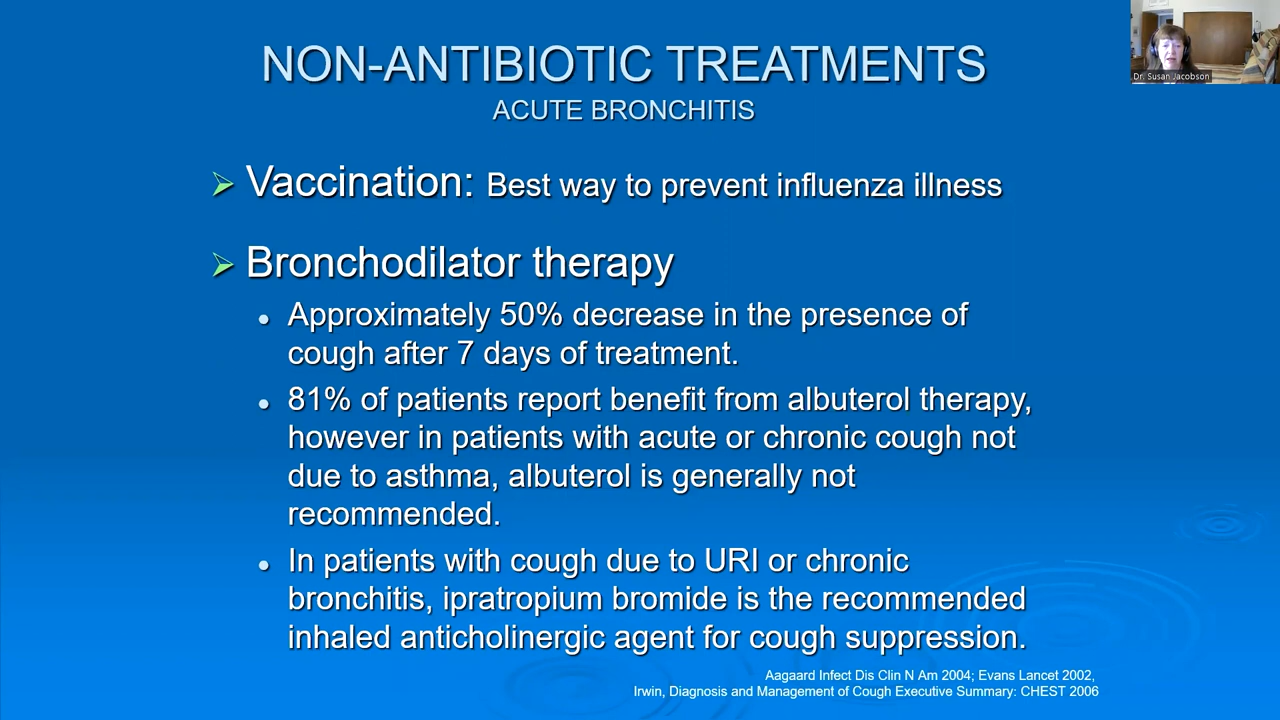 NON-ANTIBIOTIC TREATMENTS
ACUTE BRONCHITIS
Dr. Susan Jacobson
Vaccination: Best way to prevent influenza illness
Bronchodilator therapy
Approximately 50% decrease in the presence of
cough after 7 days of treatment.
81% of patients report benefit from albuterol therapy,
however in patients with acute or chronic cough not
due to asthma, albuterol is generally not
recommended.
In patients with cough due to URI or chronic
bronchitis, ipratropium bromide is the recommended
inhaled anticholinergic agent for cough suppression.
Aagaard Infect Dis Clin N Am 2004; Evans Lancet 2002,
Irwin, Diagnosis and Management of Cough Executive Summary: CHEST 2006